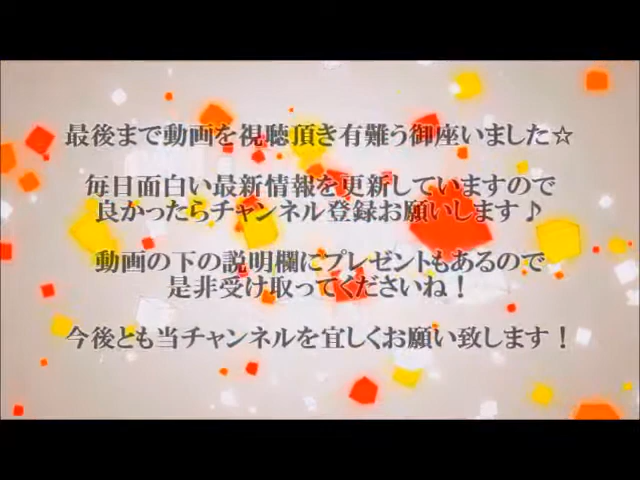 最後まで動画を視聴頂き有難う御座いました☆
毎日面白い最新情報を更新していますので
良かったらチャンネル登録お願いします♪
動画の下の説明欄にプレゼントもあるので
是非受け取ってくださいね！
今後とも当チャンネルを宜しくお願い致します！